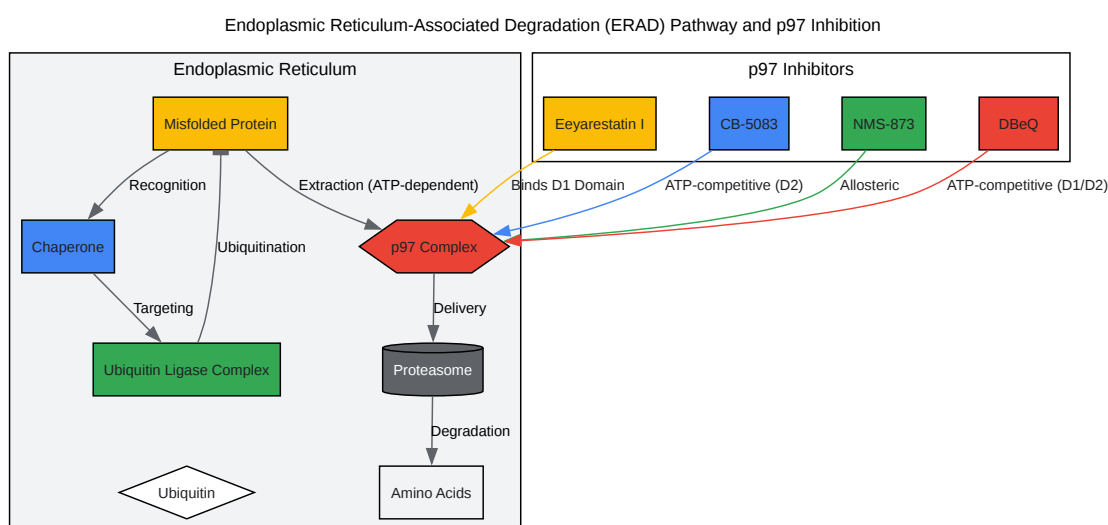 Endoplasmic Reticulum-Associated Degradation (ERAD) Pathway and p97 Inhibition
Endoplasmic Reticulum
p97 Inhibitors
Misfolded Protein
Eeyarestatin I
CB-5083
NMS-873
DBeQ
Recognition
Extraction (ATP-dependent)
Binds D1 Domain
ATP-competitive (D2)
Allosteric
ATP-competitive (D1/D2)
Chaperone
Ubiquitination
p97 Complex
Targeting
Delivery
Ubiquitin Ligase Complex
Proteasome
Degradation
Ubiquitin
Amino Acids